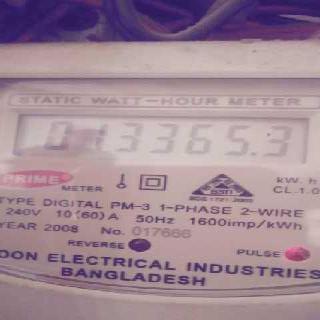 STATIC WATT-HOUR METER
013365.3
PRIME
METER
kW. h
CL.1.0
TYPE DIGITAL PM-3 1-PHASE 2-WIRE
240V 10(60)A 50Hz 1600imp/kWh
YEAR 2008 No. 017666
REVERSE
PULSE
OON ELECTRICAL INDUSTRIES
BANGLADESH